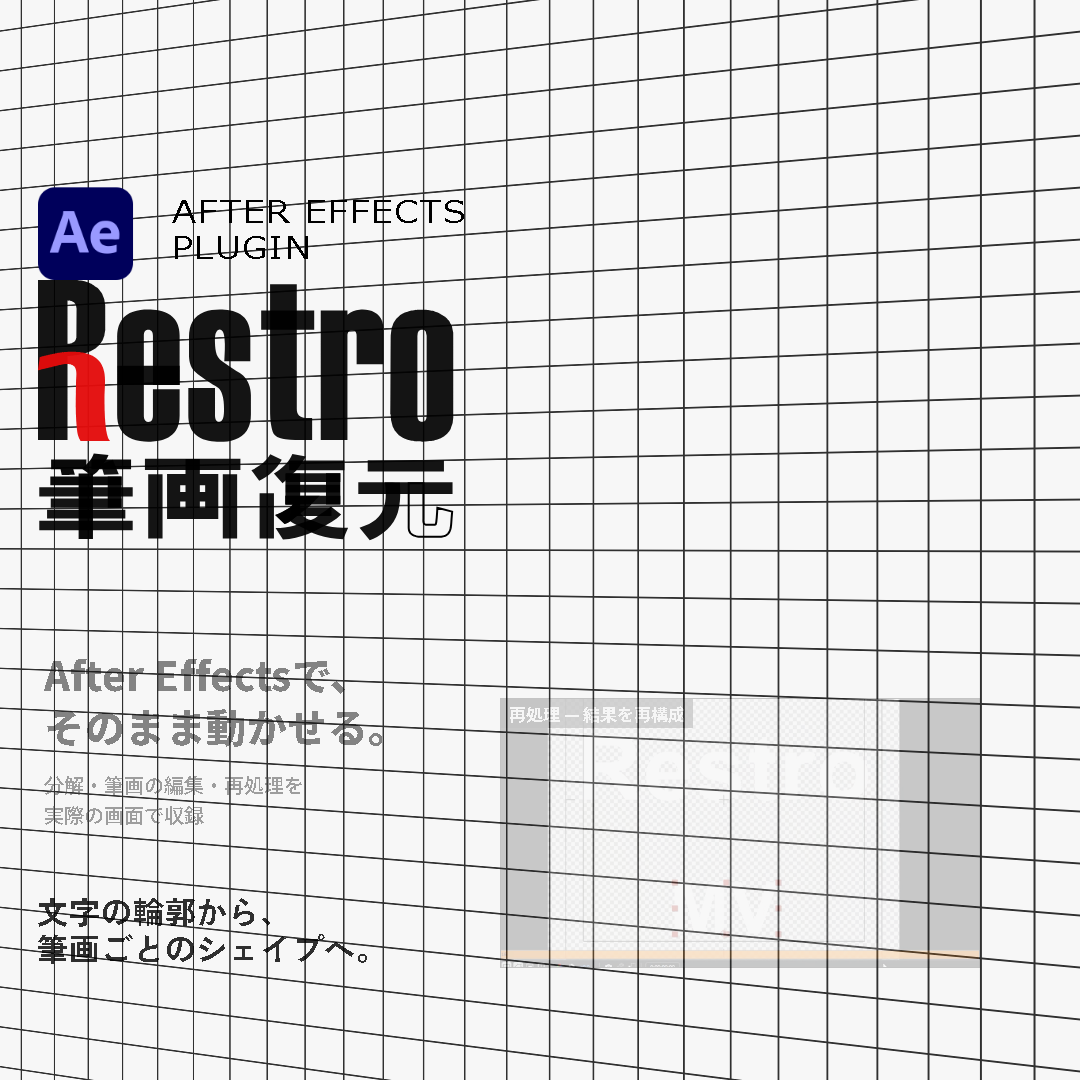 Ae
AFTER EFFECTS
PLUGIN
Restro
筆画復元
After Effectsで、
そのまま動かせる。
分解・筆画の編集・再処理を
実際の画面で収録
再処理 — 結果を再構成
Restro
文字の輪郭から、
筆画ごとのシェイプへ。